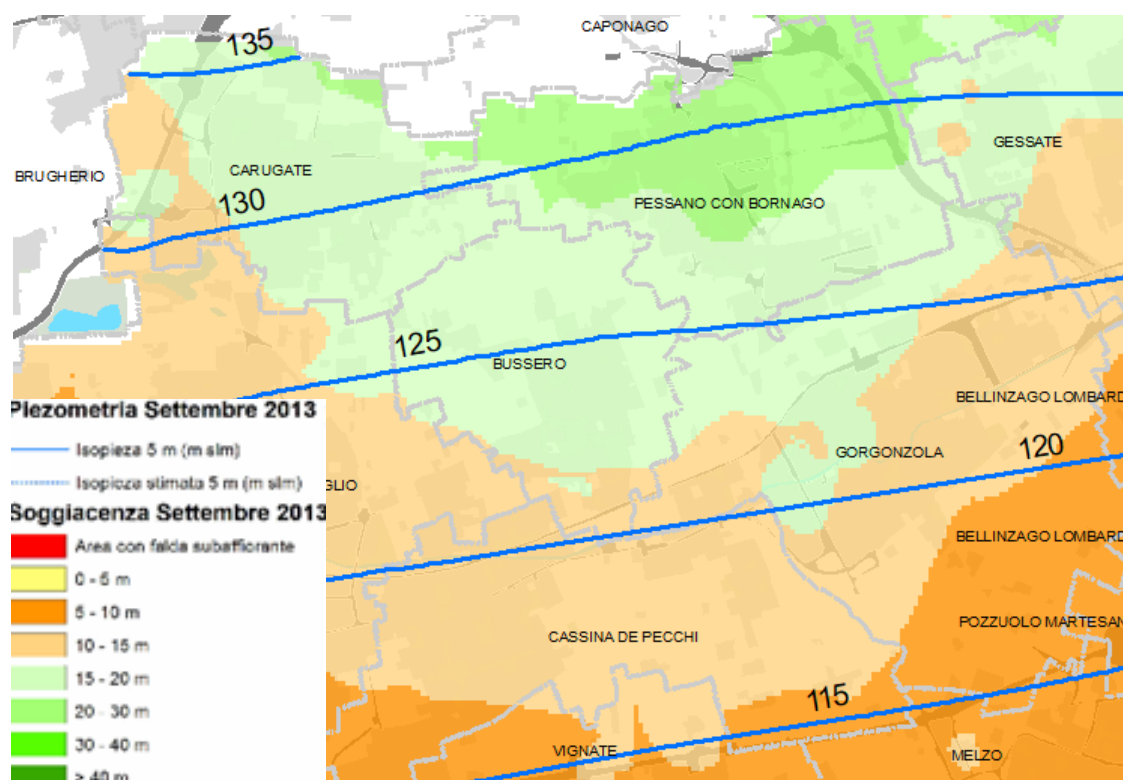 CAPONAGO
135
GESSATE
BRUGHERIO
CARUGATE
130
PESSANO CON BORNAGO
125
BUSSERO
BELLINZAGO LOMBARD
Piezometria Settembre 2013
120
GORGONZOLA
Isopieza 5 m (m slm)
Isopieza stimata 5 m (m slm)
GLIO
Soggiacenza Settembre 2013
BELLINZAGO LOMBARD
Area con falda subaffiorante
0 - 5 m
5 - 10 m
POZZUOLO MARTESAN
CASSINA DE PECCHI
10 - 15 m
15 - 20 m
115
20 - 30 m
30 - 40 m
VIGNATE
MELZO
> 40 m